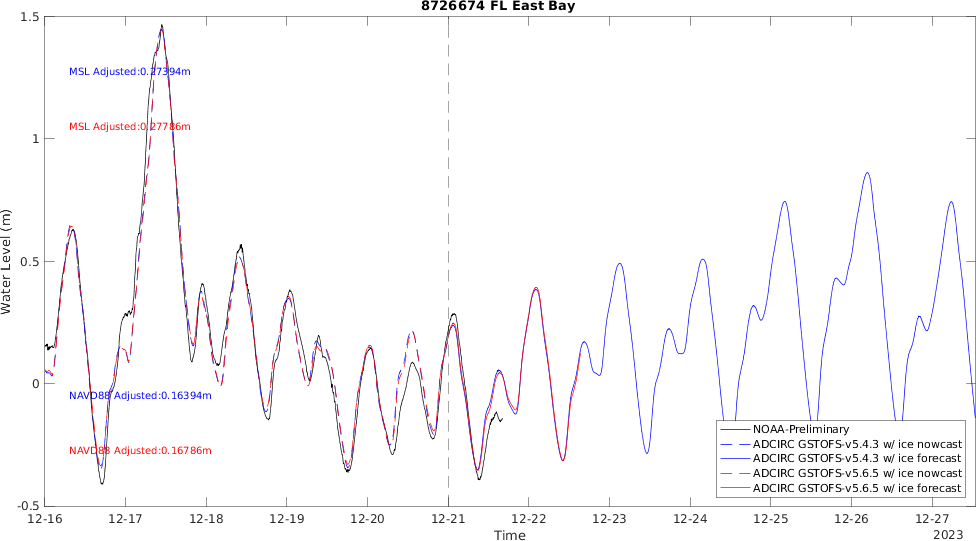 8726674 FL East Bay
Water Level (m)
1.5
1
0.5
0
-0.5
MSL Adjusted:0.27394m
MSL Adjusted:0.27786m
NAVD88 Adjusted:0.16394m
NAVD88 Adjusted:0.16786m
NOAA-Preliminary
ADCIRC GSTOFS-v5.4.3 w/ ice nowcast
ADCIRC GSTOFS-v5.4.3 w/ ice forecast
ADCIRC GSTOFS-v5.6.5 w/ ice nowcast
ADCIRC GSTOFS-v5.6.5 w/ ice forecast
12-16 12-17 12-18 12-19 12-20 12-21 12-22 12-23 12-24 12-25 12-26 12-27
Time
2023